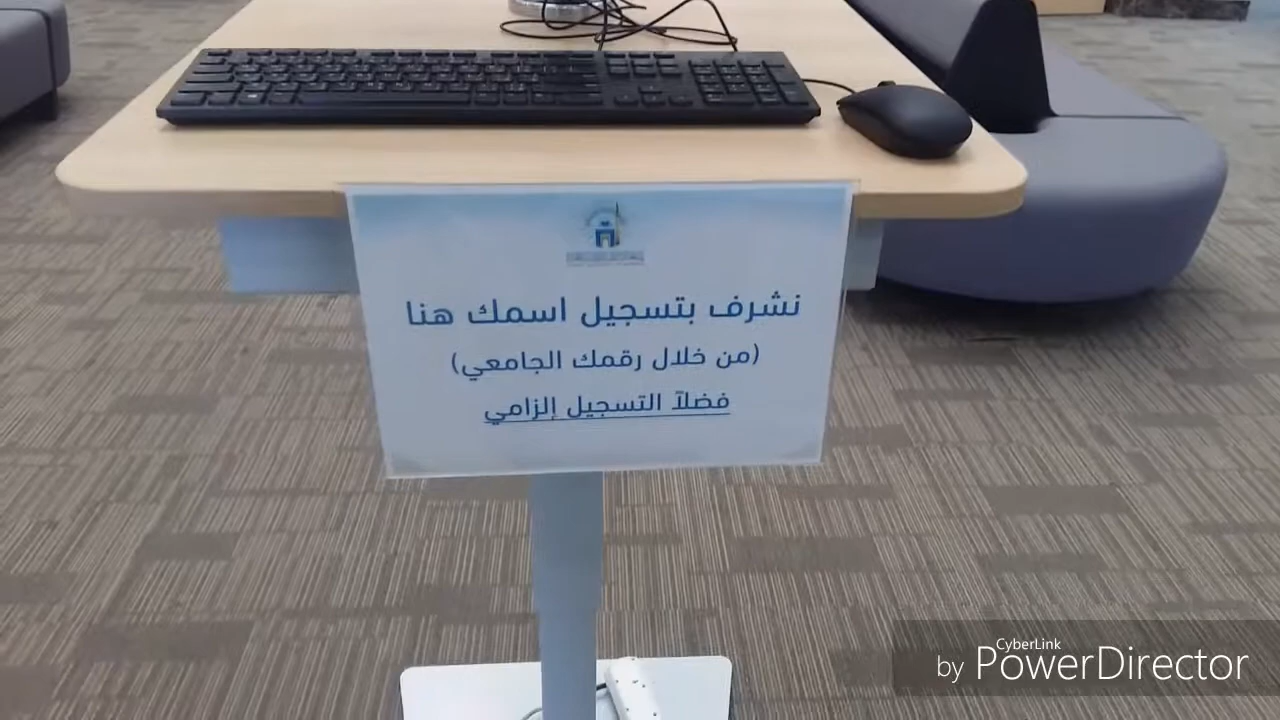 نشرف بتسجيل اسمك هنا
(من خلال رقمك الجامعي)
فضلاً التسجيل إلزامي
CyberLink
by PowerDirector